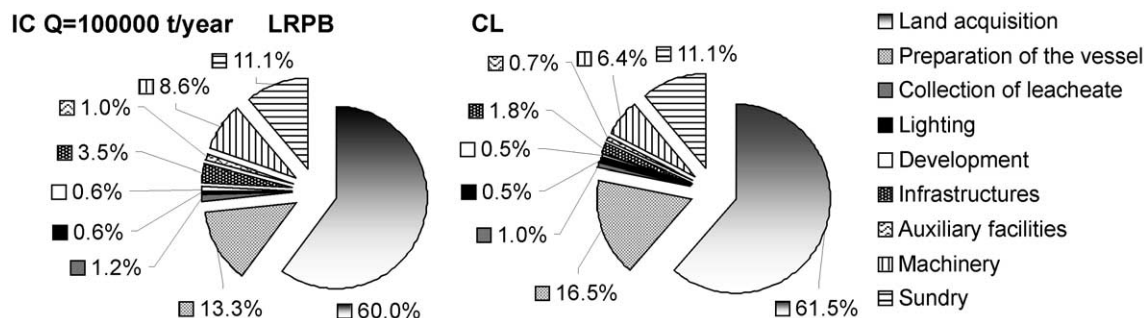 IC Q=100000 t/year LRPB
11.1%
8.6%
1.0%
3.5%
0.6%
0.6%
1.2%
13.3%
60.0%
CL
11.1%
6.4%
0.7%
1.8%
0.5%
0.5%
1.0%
16.5%
61.5%
Land acquisition
Preparation of the vessel
Collection of leacheate
Lighting
Development
Infrastructures
Auxiliary facilities
Machinery
Sundry